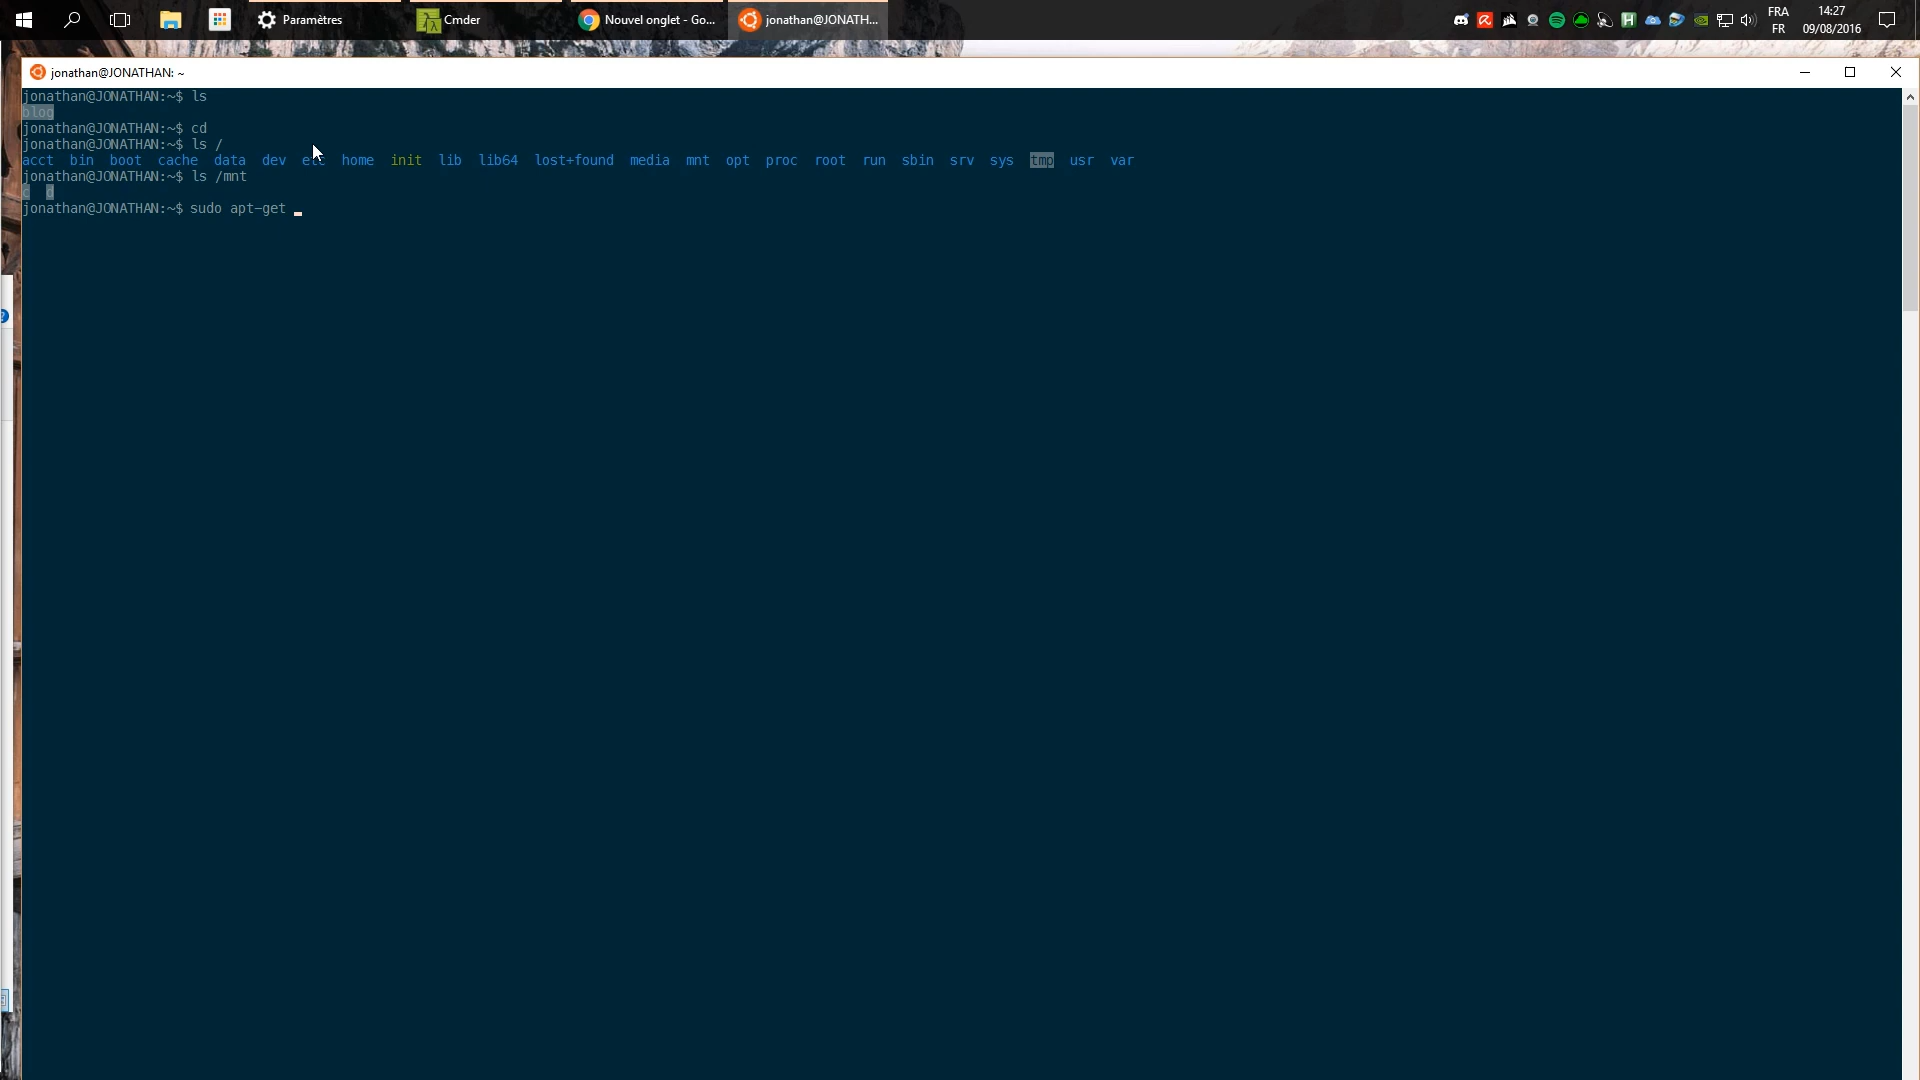 Paramètres
Cmder
Nouvel onglet - Go...
jonathan@JONATH...
FRA
FR
14:27
09/08/2016
jonathan@JONATHAN: ~
jonathan@JONATHAN:~$ ls
blog
jonathan@JONATHAN:~$ cd
jonathan@JONATHAN:~$ ls /
acct bin boot cache data dev etc home init lib lib64 lost+found media mnt opt proc root run sbin srv sys tmp usr var
jonathan@JONATHAN:~$ ls /mnt
c d
jonathan@JONATHAN:~$ sudo apt-get